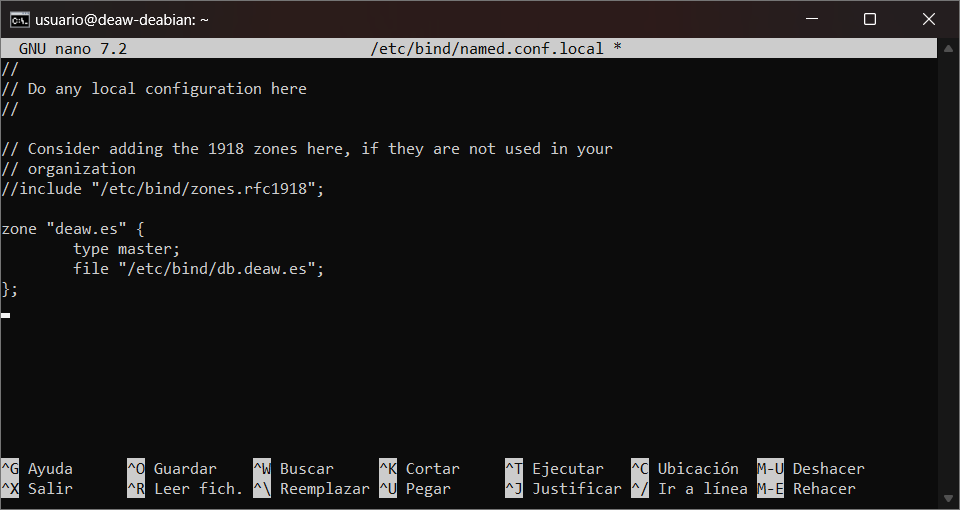 usuario@deaw-deabian: ~
GNU nano 7.2 /etc/bind/named.conf.local *
//
// Do any local configuration here
//
// Consider adding the 1918 zones here, if they are not used in your
// organization
//include "/etc/bind/zones.rfc1918";
zone "deaw.es" {
        type master;
        file "/etc/bind/db.deaw.es";
};
^G Ayuda ^O Guardar ^W Buscar ^K Cortar ^T Ejecutar ^C Ubicación M-U Deshacer
^X Salir ^R Leer fich. ^\ Reemplazar ^U Pegar ^J Justificar ^/ Ir a línea M-E Rehacer